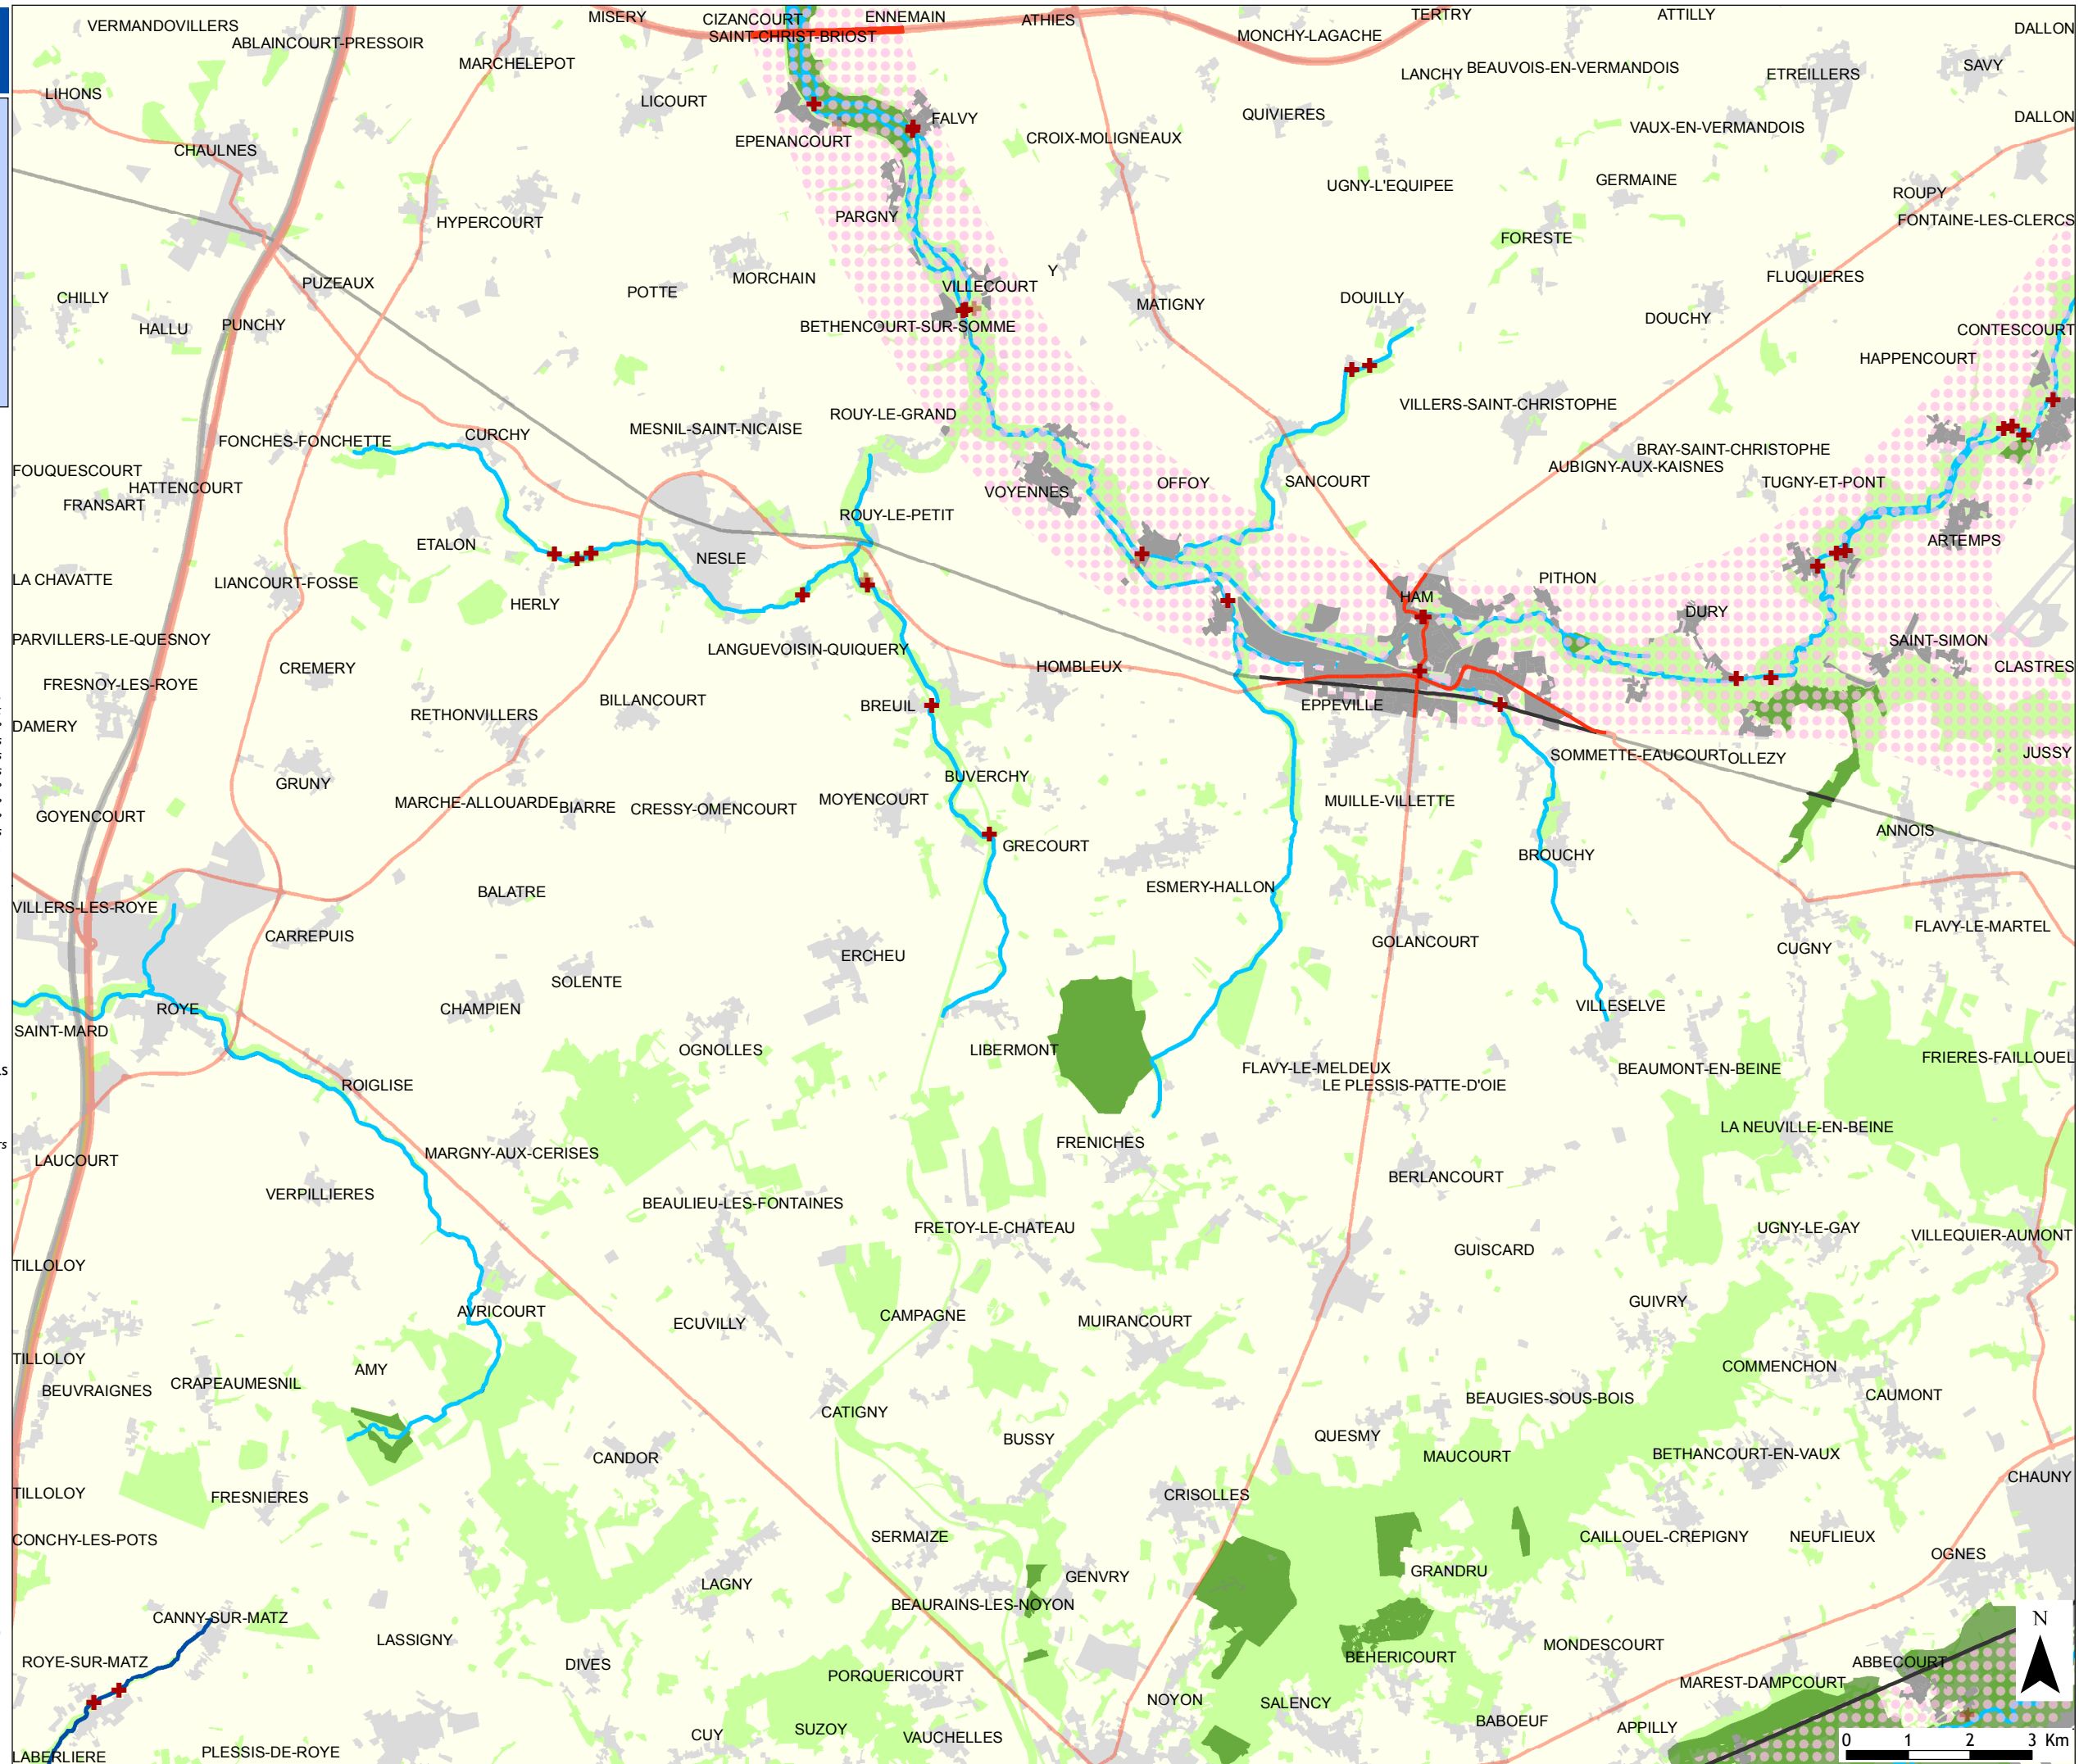 VERMANDOVILLERS
ABLAINCOURT-PRESSOIR
MISERY
CIZANCOURT
ENNEMAIN
ATHIES
TERTRY
ATTILLY
DALLON
SAINT-CHRIST-BRIOST
MONCHY-LAGACHE
MARCHELEPOT
LANCHY
BEAUVOIS-EN-VERMANDOIS
ETREILLERS
SAVY
LIHONS
LICOURT
QUIVIERES
FALVY
DALLON
CHAULNES
EPENANCOURT
CROIX-MOLIGNEAUX
VAUX-EN-VERMANDOIS
UGNY-L'EQUIPEE
GERMAINE
ROUPY
HYPERCOURT
PARGNY
FONTAINE-LES-CLERCS
FORESTE
PUZEAUX
POTTE
MORCHAIN
VILLECOURT
Y
MATIGNY
DOUILLY
FLUQUIERES
CHILLY
HALLU
PUNCHY
BETHENCOURT-SUR-SOMME
DOUCHY
CONTESCOURT
HAPPENCOURT
ROUY-LE-GRAND
VILLERS-SAINT-CHRISTOPHE
FONCHES-FONCHETTE
CURCHY
MESNIL-SAINT-NICAISE
BRAY-SAINT-CHRISTOPHE
FOUQUESCOURT
AUBIGNY-AUX-KAISNES
HATTENCOURT
VOYENNES
OFFOY
SANCOURT
TUGNY-ET-PONT
FRANSART
ROUY-LE-PETIT
ETALON
NESLE
ARTEMPS
LA CHAVATTE
LIANCOURT-FOSSE
HERLY
HAM
PITHON
DURY
PARVILLERS-LE-QUESNOY
LANGUEVOISIN-QUIQUERY
SAINT-SIMON
CREMERY
HOMBLEUX
CLASTRES
FRESNOY-LES-ROYE
BILLANCOURT
BREUIL
EPPEVILLE
RETHONVILLERS
DAMERY
SOMMETTE-EAUCOURT
OLLEZY
JUSSY
GRUNY
BUVERCHY
MARCHE-ALLOUARDE
BIARRE
CRESSY-OMENCOURT
MOYENCOURT
MUILLE-VILLETTE
GOYENCOURT
GRECOURT
ANNOIS
BROUCHY
BALATRE
ESMERY-HALLON
VILLERS-LES-ROYE
CARREPUIS
ERCHEU
GOLANCOURT
CUGNY
FLAVY-LE-MARTEL
SOLENTE
ROYE
CHAMPIEN
VILLESELVE
SAINT-MARD
OGNOLLES
LIBERMONT
FRIERES-FAILLOUEL
FLAVY-LE-MELDEUX
BEAUMONT-EN-BEINE
ROIGLISE
LE PLESSIS-PATTE-D'OIE
LA NEUVILLE-EN-BEINE
LAUCOURT
MARGNY-AUX-CERISES
FRENICHES
BERLANCOURT
VERPILLIERES
BEAULIEU-LES-FONTAINES
FRETOY-LE-CHATEAU
UGNY-LE-GAY
VILLEQUIER-AUMONT
TILLOLOY
GUISCARD
AVRICOURT
ECUVILLY
CAMPAGNE
MUIRANCOURT
GUIVRY
TILLOLOY
BEUVRAIGNES
CRAPEAUMESNIL
AMY
COMMENCHON
CATIGNY
BEAUGIES-SOUS-BOIS
CAUMONT
BUSSY
QUESMY
CANDOR
MAUCOURT
BETHANCOURT-EN-VAUX
CHAUNY
TILLOLOY
FRESNIERES
CRISOLLES
CONCHY-LES-POTS
SERMAIZE
CAILLOUEL-CREPIGNY
NEUFLIEUX
OGNES
GENVRY
GRANDRU
LAGNY
BEAURAINS-LES-NOYON
CANNY-SUR-MATZ
LASSIGNY
MONDESCOURT
N
ROYE-SUR-MATZ
DIVES
PORQUERICOURT
BEHERICOURT
ABBECOURT
MAREST-DAMPCOURT
NOYON
SALENCY
CUY
SUZOY
VAUCHELLES
BABOEUF
APPILLY
LABERLIERE
PLESSIS-DE-ROYE
0 1 2 3 Km